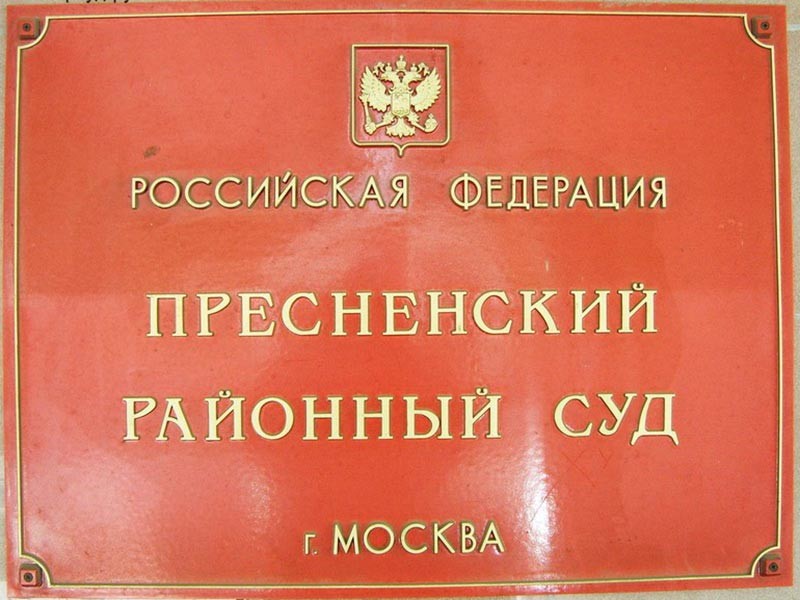 РОССИЙСКАЯ ФЕДЕРАЦИЯ
ПРЕСНЕНСКИЙ
РАЙОННЫЙ СУД
г. МОСКВА